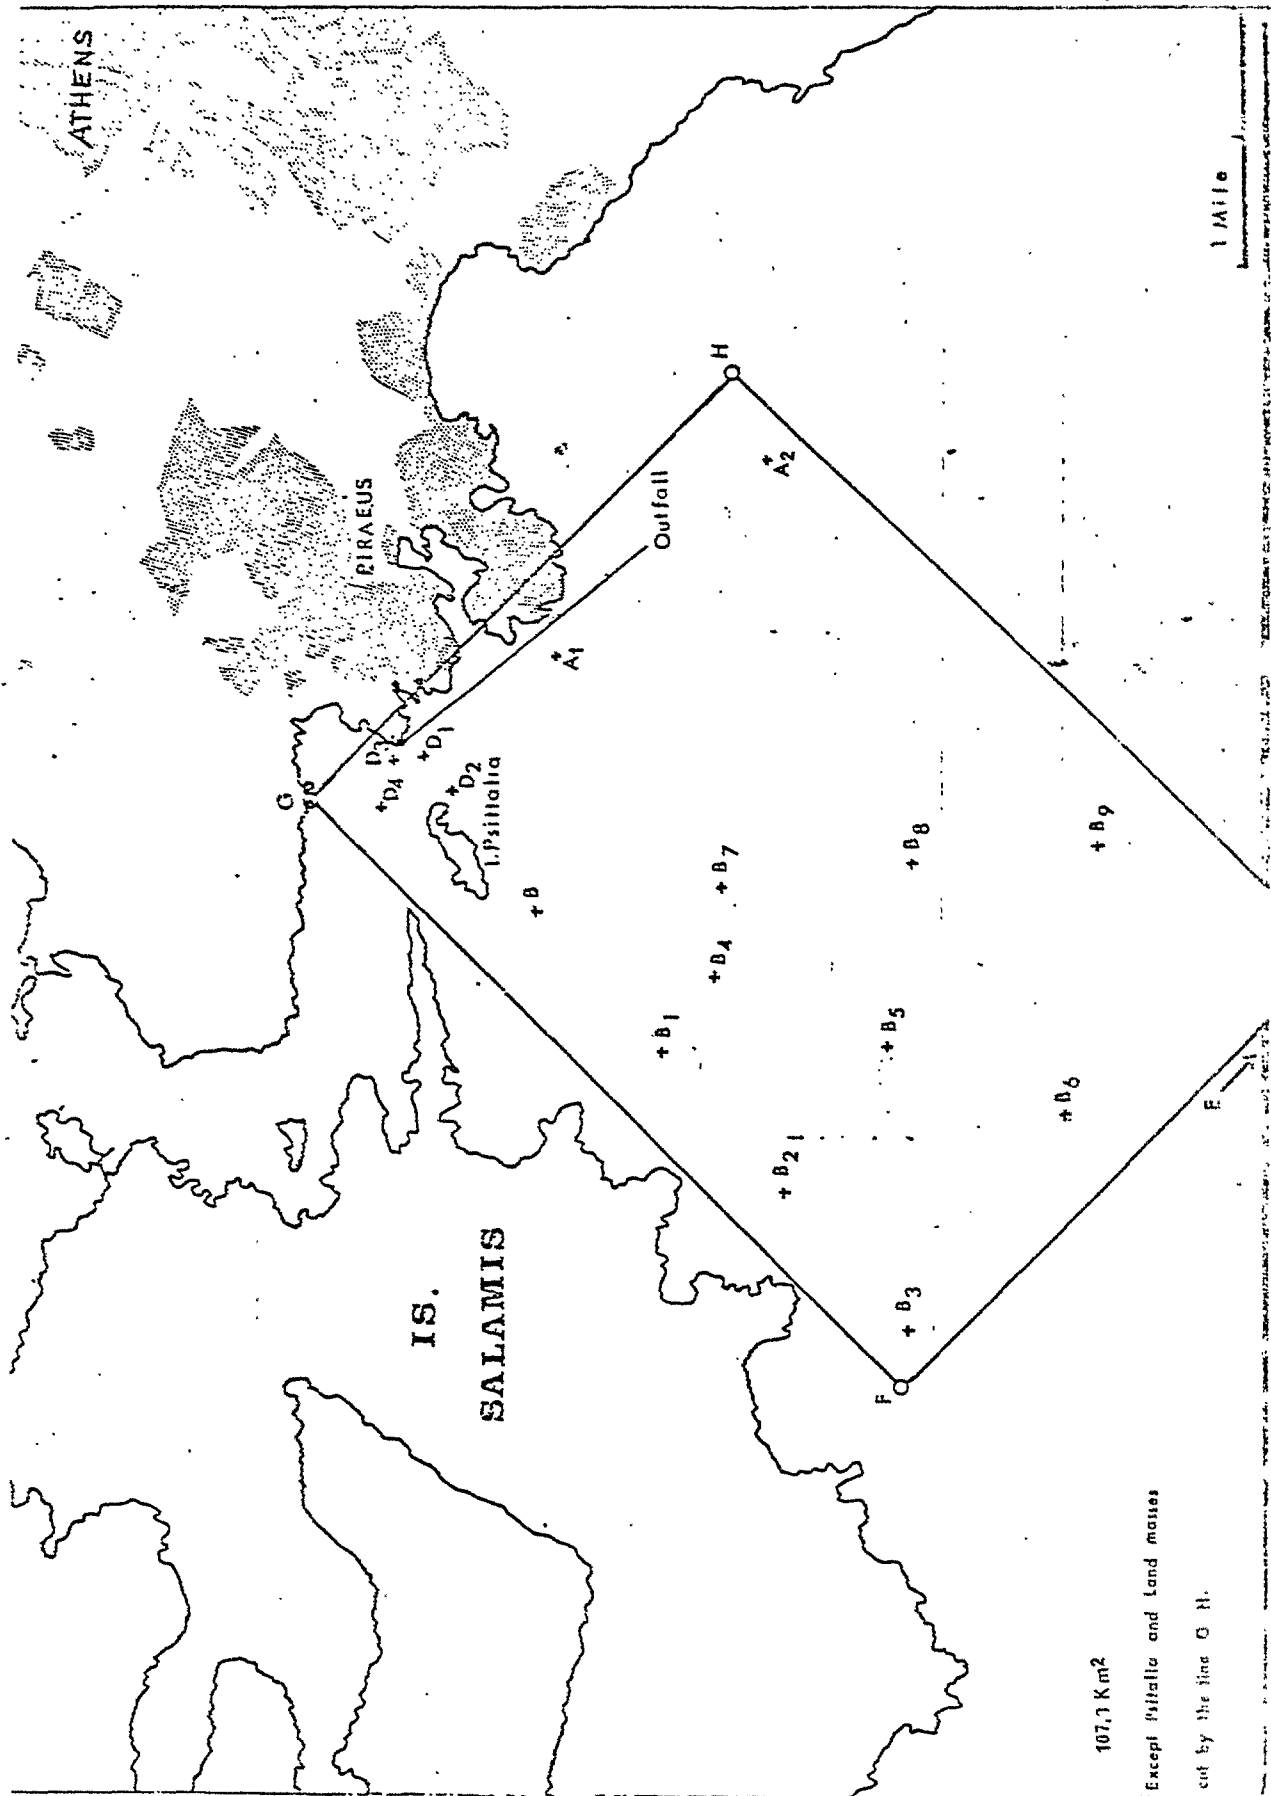 ATHENS
PIRAEUS
G
D4
D1
D2
I.Psittalia
A1
Outfall
H
A2
1 Mile
B
B7
B4
B1
B8
B5
B9
B6
B2
B3
IS.
SALAMIS
F
E
107,1 Km2
Except Psitalia and Land masses
cut by the line G H.